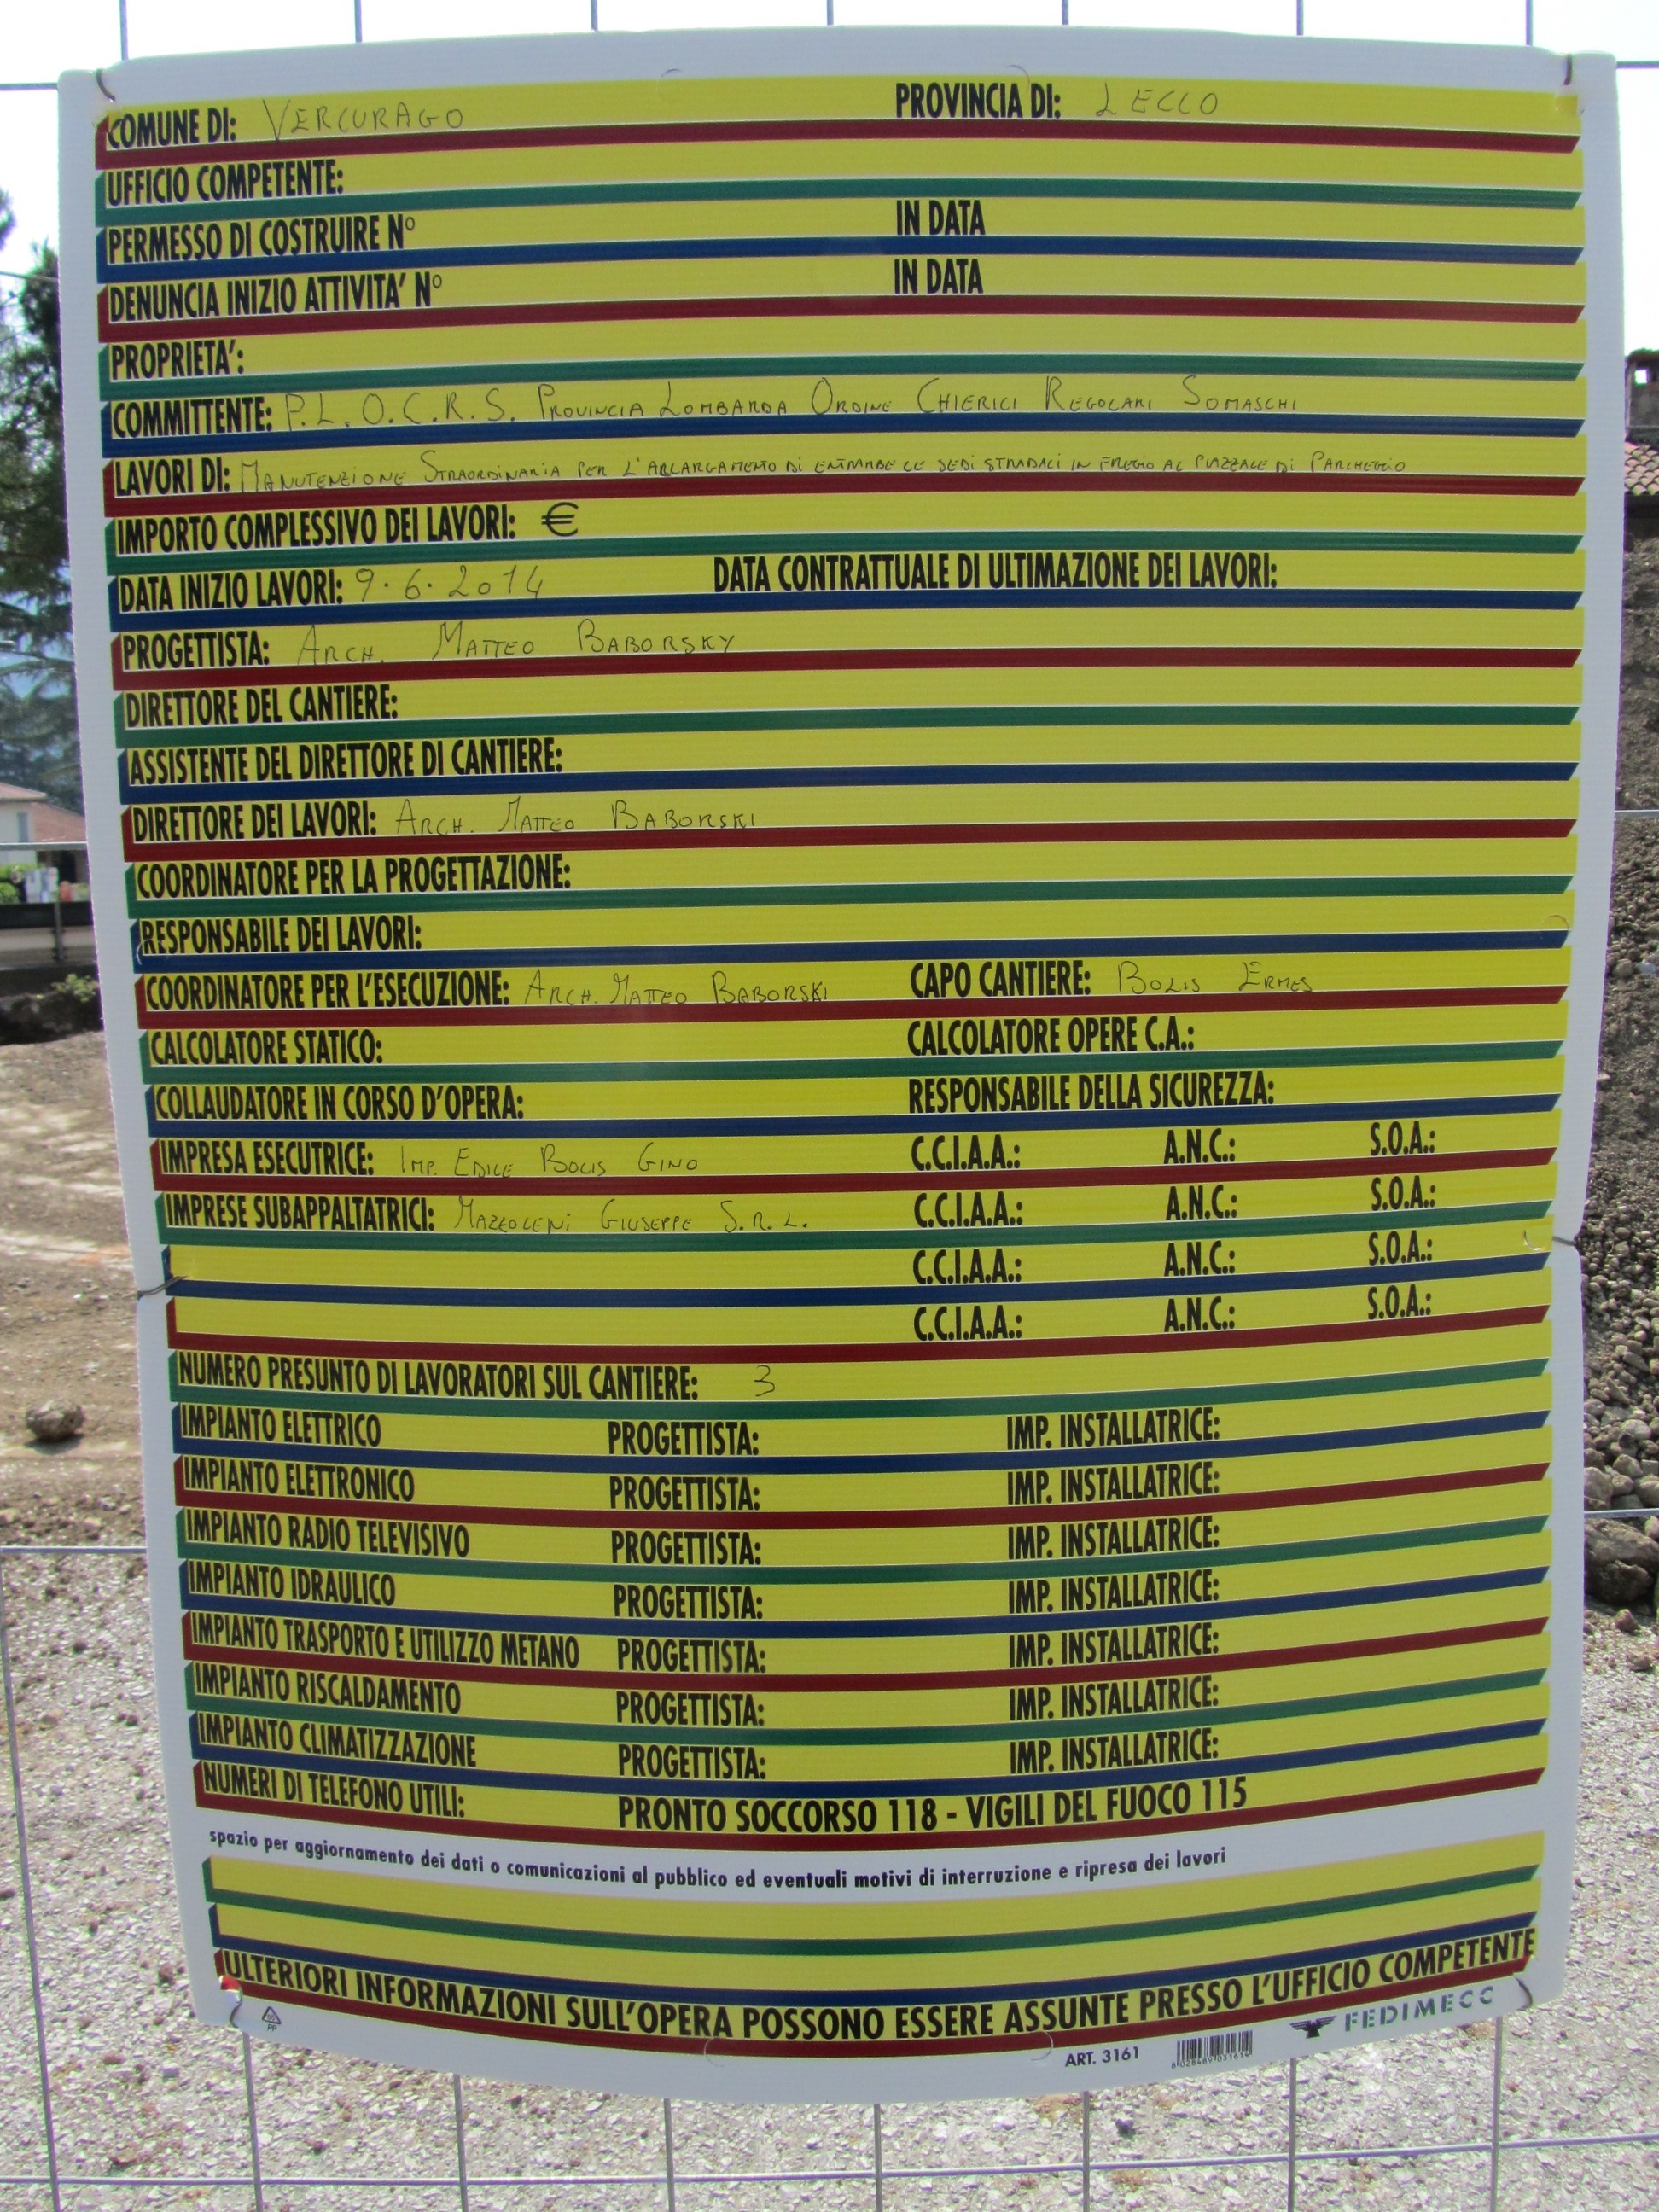 COMUNE DI: VERCURAGO PROVINCIA DI: LECCO
UFFICIO COMPETENTE:
PERMESSO DI COSTRUIRE N° IN DATA
DENUNCIA INIZIO ATTIVITA' N° IN DATA
PROPRIETA':
COMMITTENTE: P.L.O.C.R.S. PROVINCIA LOMBARDA ORDINE CHIERICI REGOLARI SOMASCHI
LAVORI DI: MANUTENZIONE STRAORDINARIA PER L'ALLARGAMENTO DI ENTRAMBE LE SEDI STRADALI IN FREGIO AL PIAZZALE DI PARCHEGGIO
IMPORTO COMPLESSIVO DEI LAVORI: €
DATA INIZIO LAVORI: 9.6.2014 DATA CONTRATTUALE DI ULTIMAZIONE DEI LAVORI:
PROGETTISTA: ARCH. MATTEO BABORSKY
DIRETTORE DEL CANTIERE:
ASSISTENTE DEL DIRETTORE DI CANTIERE:
DIRETTORE DEI LAVORI: ARCH. MATTEO BABORSKI
COORDINATORE PER LA PROGETTAZIONE:
RESPONSABILE DEI LAVORI:
COORDINATORE PER L'ESECUZIONE: ARCH. MATTEO BABORSKI CAPO CANTIERE: BOLIS ERMES
CALCOLATORE STATICO: CALCOLATORE OPERE C.A.:
COLLAUDATORE IN CORSO D'OPERA: RESPONSABILE DELLA SICUREZZA:
IMPRESA ESECUTRICE: IMP. EDILE BOLIS GINO C.C.I.A.A.: A.N.C.: S.O.A.:
IMPRESE SUBAPPALTATRICI: MAZZOLENI GIUSEPPE S.R.L. C.C.I.A.A.: A.N.C.: S.O.A.:
C.C.I.A.A.: A.N.C.: S.O.A.:
C.C.I.A.A.: A.N.C.: S.O.A.:
NUMERO PRESUNTO DI LAVORATORI SUL CANTIERE: 3
IMPIANTO ELETTRICO PROGETTISTA: IMP. INSTALLATRICE:
IMPIANTO ELETTRONICO PROGETTISTA: IMP. INSTALLATRICE:
IMPIANTO RADIO TELEVISIVO PROGETTISTA: IMP. INSTALLATRICE:
IMPIANTO IDRAULICO PROGETTISTA: IMP. INSTALLATRICE:
IMPIANTO TRASPORTO E UTILIZZO METANO PROGETTISTA: IMP. INSTALLATRICE:
IMPIANTO RISCALDAMENTO PROGETTISTA: IMP. INSTALLATRICE:
IMPIANTO CLIMATIZZAZIONE PROGETTISTA: IMP. INSTALLATRICE:
NUMERI DI TELEFONO UTILI: PRONTO SOCCORSO 118 - VIGILI DEL FUOCO 115
spazio per aggiornamento dei dati o comunicazioni al pubblico ed eventuali motivi di interruzione e ripresa dei lavori
ULTERIORI INFORMAZIONI SULL'OPERA POSSONO ESSERE ASSUNTE PRESSO L'UFFICIO COMPETENTE
PP ART. 3161 FEDIMECC